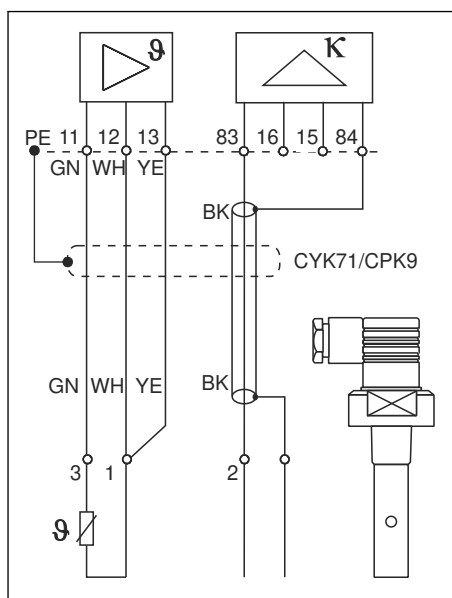 ϑ κ
PE 11 12 13 83 16 15 84
GN WH YE
BK
CYK71/CPK9
GN WH YE BK
3 1 2
ϑ